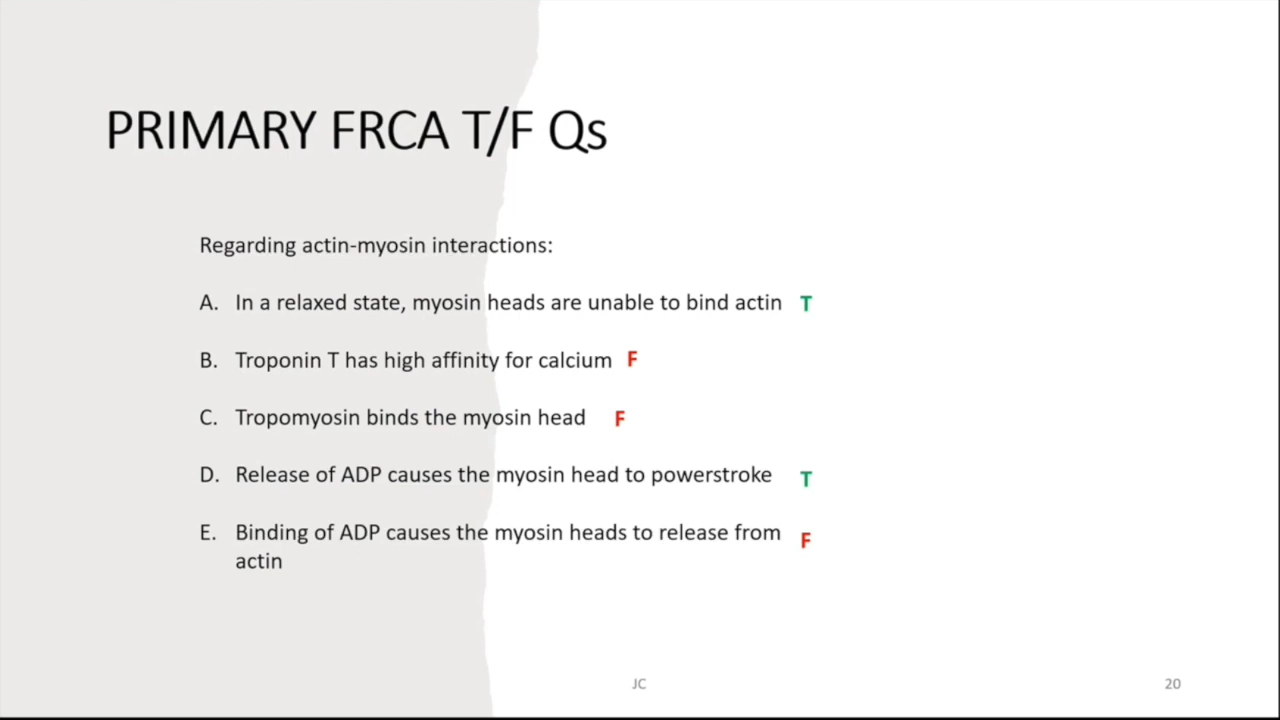 PRIMARY FRCA T/F Qs
Regarding actin-myosin interactions:
A. In a relaxed state, myosin heads are unable to bind actin T
B. Troponin T has high affinity for calcium F
C. Tropomyosin binds the myosin head F
D. Release of ADP causes the myosin head to powerstroke T
E. Binding of ADP causes the myosin heads to release from F
actin
JC
20